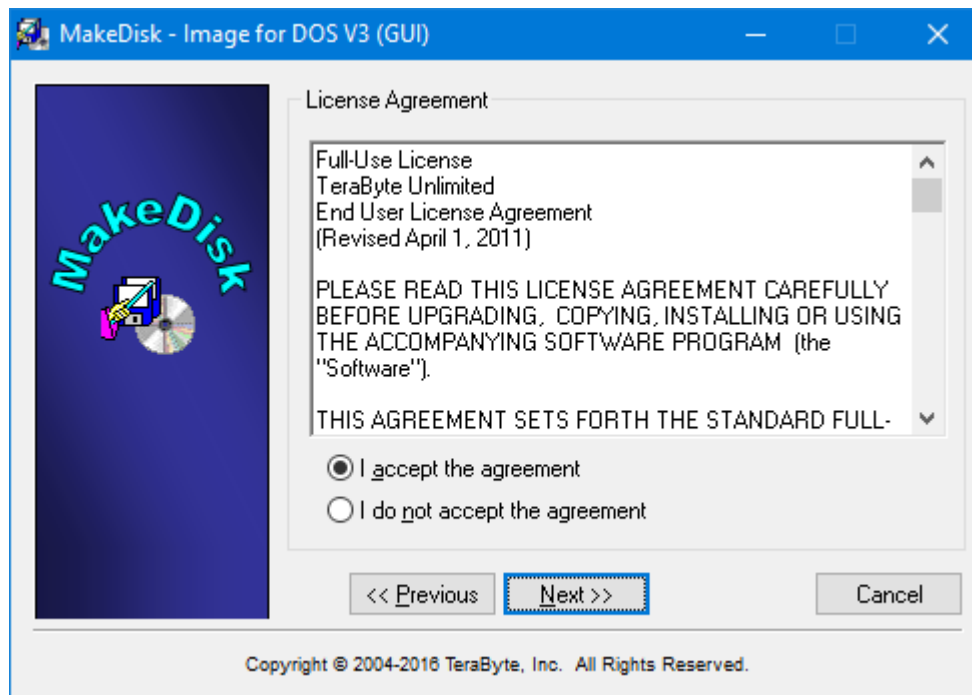 MakeDisk - Image for DOS V3 (GUI)
MakeDisk
License Agreement
Full-Use License
TeraByte Unlimited
End User License Agreement
(Revised April 1, 2011)
PLEASE READ THIS LICENSE AGREEMENT CAREFULLY
BEFORE UPGRADING,  COPYING, INSTALLING OR USING
THE ACCOMPANYING SOFTWARE PROGRAM  (the
"Software").
THIS AGREEMENT SETS FORTH THE STANDARD FULL-
I accept the agreement
I do not accept the agreement
<< Previous
Next >>
Cancel
Copyright © 2004-2016 TeraByte, Inc.  All Rights Reserved.